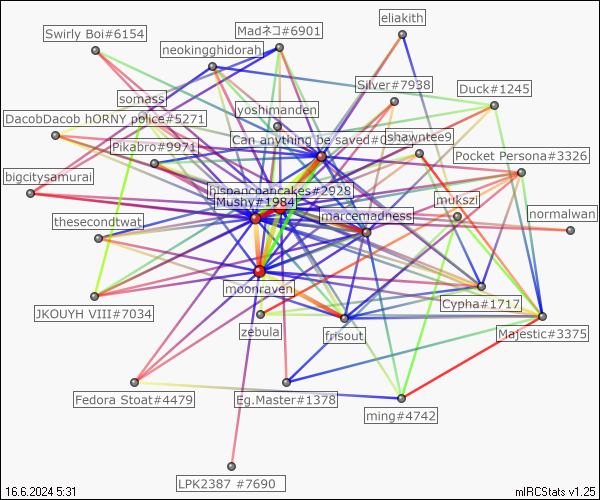 eliakith
Swirly Boi#6154
Madネコ#6901
neokingghidorah
Silver#7938
Duck#1245
somass
yoshimanden
DacobDacob hORNY police#5271
Can anything be saved#0
shawntee9
Pikabro#9971
Pocket Persona#3326
bigcitysamurai
hispancpancakes#2928
Mushy#1984
mukszi
marcemadness
normalwan
thesecondtwat
moonraven
JKOUYH VIII#7034
Cypha#1717
zebula
frisout
Majestic#3375
Fedora Stoat#4479
Eg.Master#1378
ming#4742
LPK2387 #7690
16.6.2024 5:31
mIRCStats v1.25